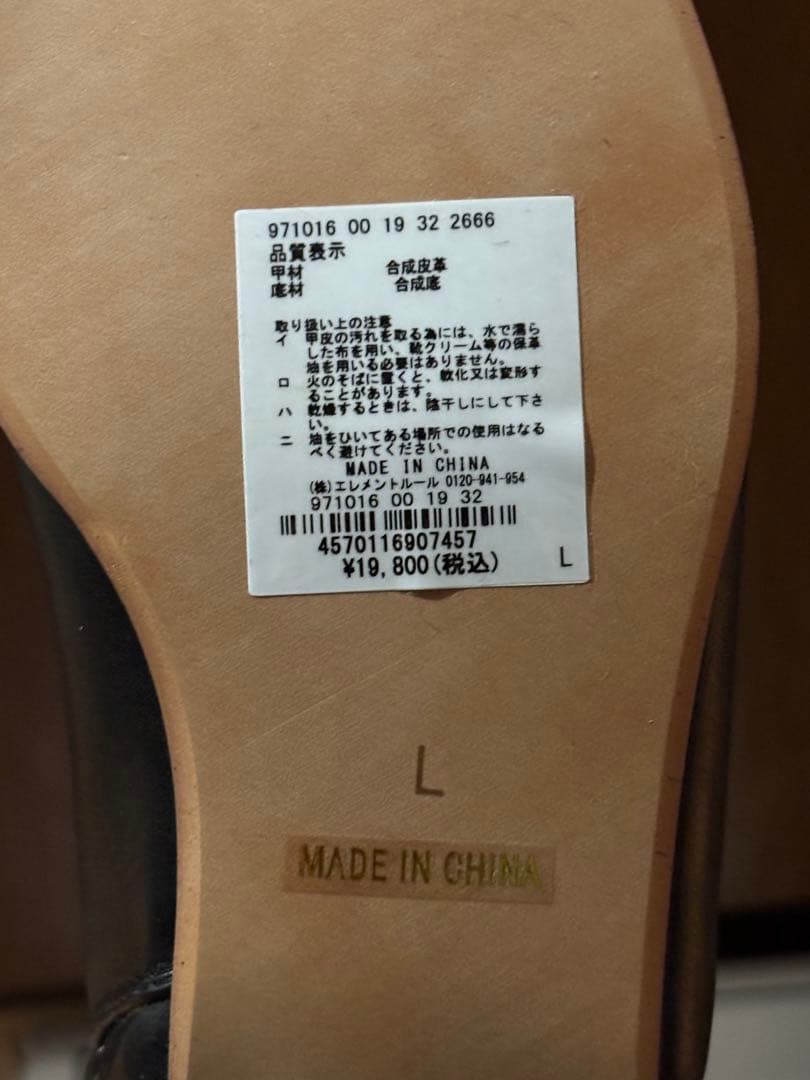 971016 00 19 32 2666
品質表示
甲材 合成皮革
底材 合成底
取り扱い上の注意
イ 甲皮の汚れを取る為には、水で濡ら
した布を用い、靴クリーム等の保革
油を用いる必要はありません。
ロ 火のそばに置くと、軟化又は変形す
ることがあります。
ハ 乾燥するときは、陰干しにして下さ
い。
ニ 油をひいてある場所での使用はなる
べく避けてください。
MADE IN CHINA
(株)エレメントルール 0120-941-954
971016 00 19 32
4570116907457
¥19,800(税込) L
L
MADE IN CHINA